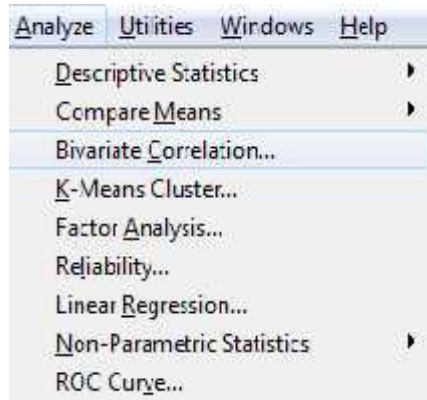 Analyze Utilities Windows Help
Descriptive Statistics
Compare Means
Bivariate Correlation...
K-Means Cluster...
Factor Analysis...
Reliability...
Linear Regression...
Non-Parametric Statistics
ROC Curve...